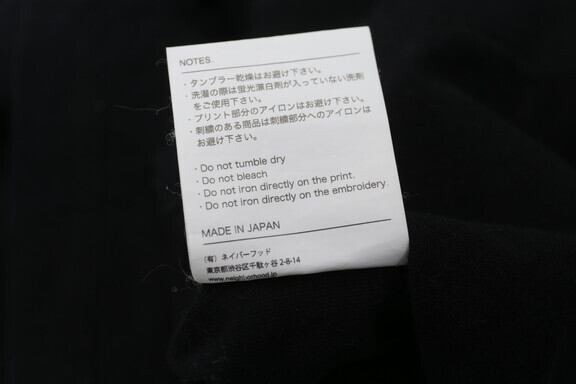 NOTES.
・タンブラー乾燥はお避け下さい。
・洗濯の際は蛍光漂白剤が入っていない洗剤
をご使用下さい。
・プリント部分のアイロンはお避け下さい。
・刺繍のある商品は刺繍部分へのアイロンは
お避け下さい。
・Do not tumble dry
・Do not bleach
・Do not iron directly on the print.
・Do not iron directly on the embroidery.
MADE IN JAPAN
(有) ネイバーフッド
東京都渋谷区千駄ヶ谷 2-8-14
www.neighborhood.jp